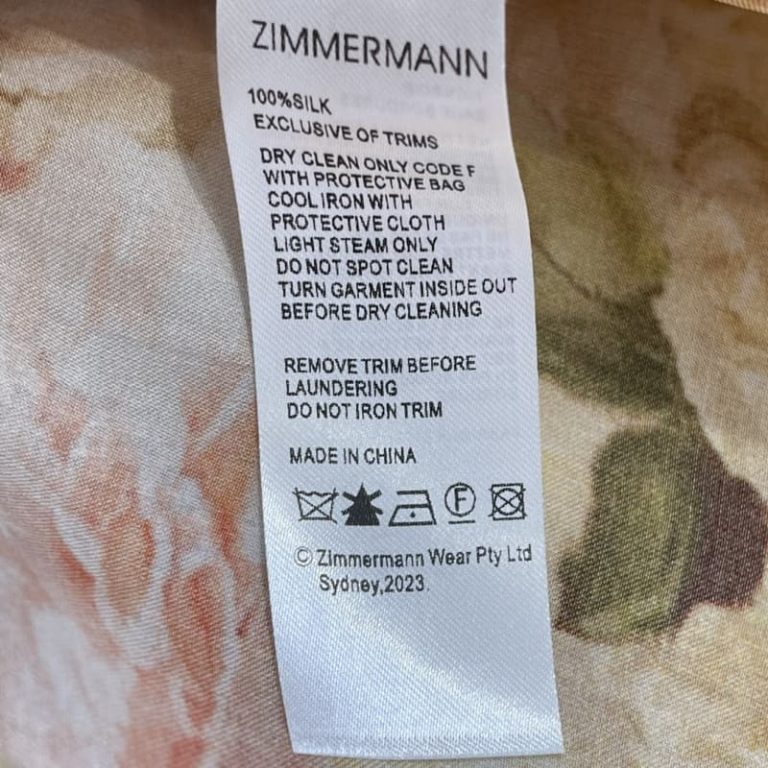 ZIMMERMANN
100%SILK
EXCLUSIVE OF TRIMS
DRY CLEAN ONLY CODE F
WITH PROTECTIVE BAG
COOL IRON WITH
PROTECTIVE CLOTH
LIGHT STEAM ONLY
DO NOT SPOT CLEAN
TURN GARMENT INSIDE OUT
BEFORE DRY CLEANING
REMOVE TRIM BEFORE
LAUNDERING
DO NOT IRON TRIM
MADE IN CHINA
F
© Zimmermann Wear Pty Ltd
Sydney,2023.